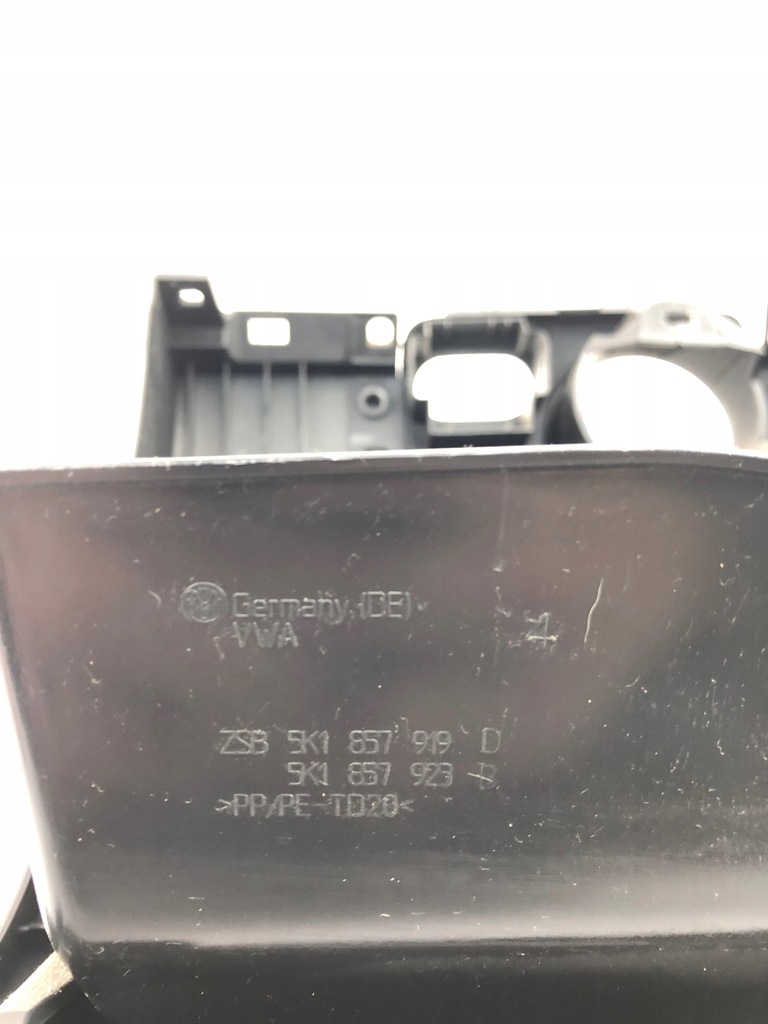 Germany (DE)
VWA
4
ZSB 5K1 857 919 D
5K1 857 923 B
>PP/PE-TD20<